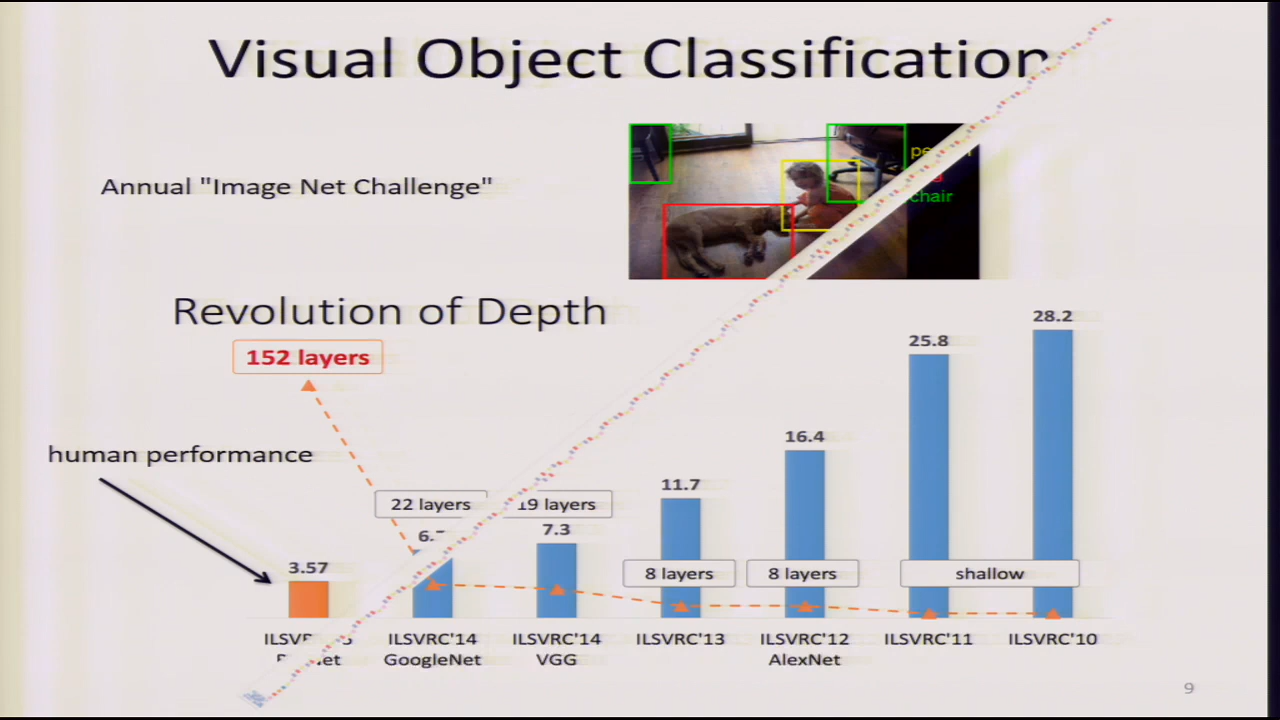 Visual Object Classification
Annual "Image Net Challenge"
chair
Revolution of Depth
152 layers
human performance
22 layers
19 layers
8 layers
8 layers
shallow
3.57
7.3
11.7
16.4
25.8
28.2
ILSVRC'14
GoogleNet
ILSVRC'14
VGG
ILSVRC'13
ILSVRC'12
AlexNet
ILSVRC'11
ILSVRC'10
9